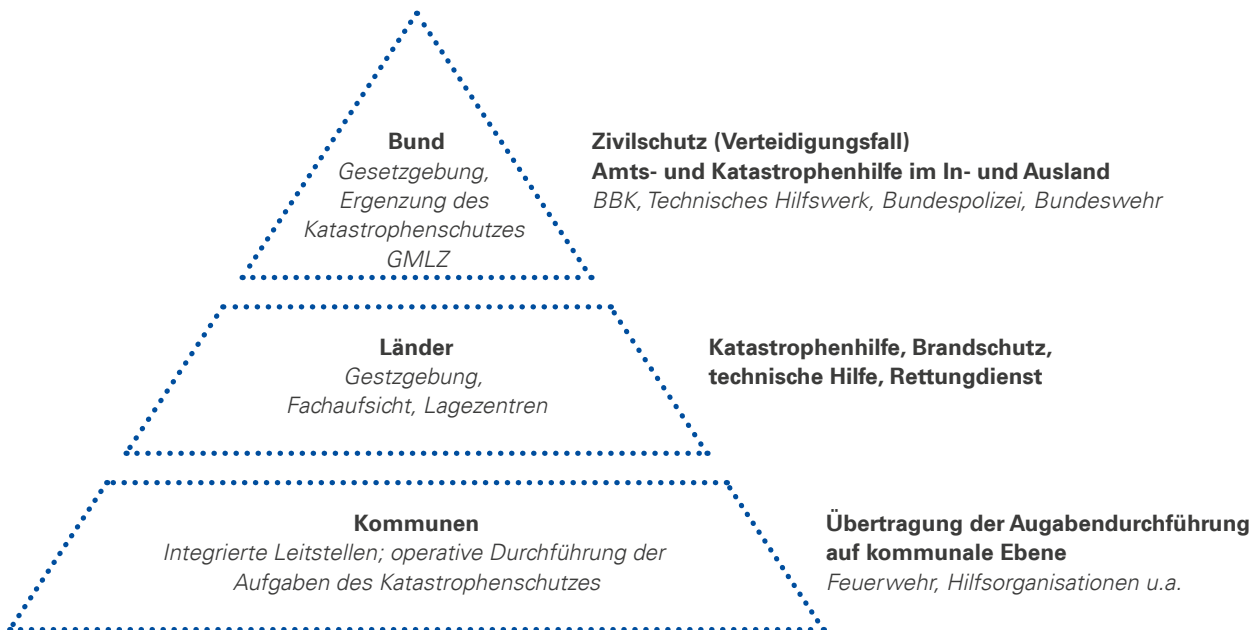 Bund
Gesetzgebung,
Ergenzung des
Katastrophenschutzes
GMLZ
Zivilschutz (Verteidigungsfall)
Amts- und Katastrophenhilfe im In- und Ausland
BBK, Technisches Hilfswerk, Bundespolizei, Bundeswehr
Länder
Gestzgebung,
Fachaufsicht, Lagezentren
Katastrophenhilfe, Brandschutz,
technische Hilfe, Rettungdienst
Kommunen
Integrierte Leitstellen; operative Durchführung der
Aufgaben des Katastrophenschutzes
Übertragung der Augabendurchführung
auf kommunale Ebene
Feuerwehr, Hilfsorganisationen u.a.